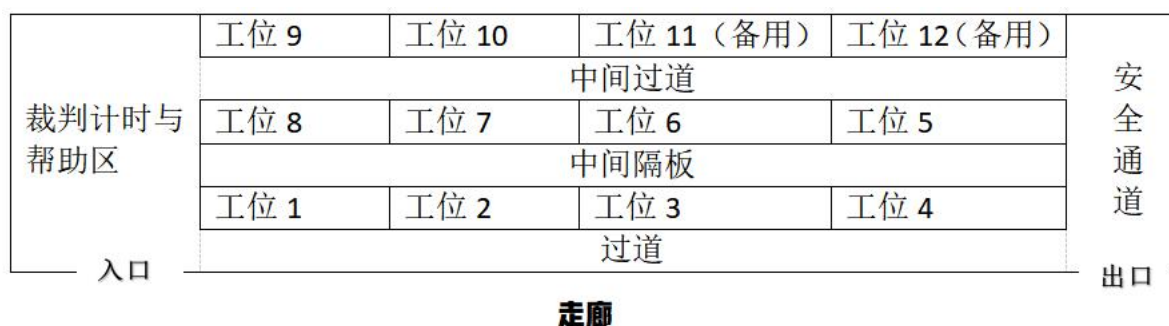 工位 9 工位 10 工位 11（备用） 工位 12（备用）
中间过道
裁判计时与
帮助区
工位 8 工位 7 工位 6 工位 5
中间隔板
工位 1 工位 2 工位 3 工位 4
过道
安
全
通
道
入口
出口
走廊